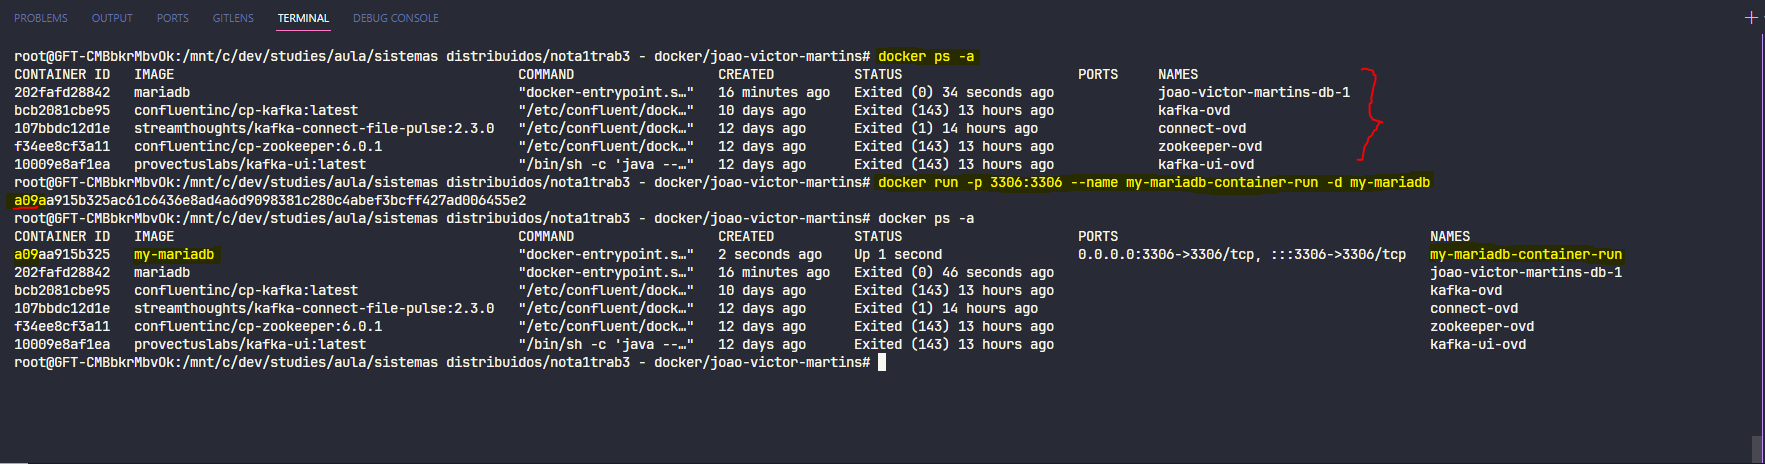 PROBLEMS OUTPUT PORTS GITLENS TERMINAL DEBUG CONSOLE
root@GFT-CMBbkrMbvOk:/mnt/c/dev/studies/aula/sistemas distribuidos/nota1trab3 - docker/joao-victor-martins# docker ps -a
CONTAINER ID IMAGE COMMAND CREATED STATUS PORTS NAMES
202fafd28842 mariadb "docker-entrypoint.s…" 16 minutes ago Exited (0) 34 seconds ago joao-victor-martins-db-1
bcb2081cbe95 confluentinc/cp-kafka:latest "/etc/confluent/dock…" 10 days ago Exited (143) 13 hours ago kafka-ovd
107bbdc12d1e streamthoughts/kafka-connect-file-pulse:2.3.0 "/etc/confluent/dock…" 12 days ago Exited (1) 14 hours ago connect-ovd
f34ee8cf3a11 confluentinc/cp-zookeeper:6.0.1 "/etc/confluent/dock…" 12 days ago Exited (143) 13 hours ago zookeeper-ovd
10009e8af1ea provectuslabs/kafka-ui:latest "/bin/sh -c 'java --…" 12 days ago Exited (143) 13 hours ago kafka-ui-ovd
root@GFT-CMBbkrMbvOk:/mnt/c/dev/studies/aula/sistemas distribuidos/nota1trab3 - docker/joao-victor-martins# docker run -p 3306:3306 --name my-mariadb-container-run -d my-mariadb
a09aa915b325ac61c6436e8ad4a6d9098381c280c4abef3bcff427ad006455e2
root@GFT-CMBbkrMbvOk:/mnt/c/dev/studies/aula/sistemas distribuidos/nota1trab3 - docker/joao-victor-martins# docker ps -a
CONTAINER ID IMAGE COMMAND CREATED STATUS PORTS NAMES
a09aa915b325 my-mariadb "docker-entrypoint.s…" 2 seconds ago Up 1 second 0.0.0.0:3306->3306/tcp, :::3306->3306/tcp my-mariadb-container-run
202fafd28842 mariadb "docker-entrypoint.s…" 16 minutes ago Exited (0) 46 seconds ago joao-victor-martins-db-1
bcb2081cbe95 confluentinc/cp-kafka:latest "/etc/confluent/dock…" 10 days ago Exited (143) 13 hours ago kafka-ovd
107bbdc12d1e streamthoughts/kafka-connect-file-pulse:2.3.0 "/etc/confluent/dock…" 12 days ago Exited (1) 14 hours ago connect-ovd
f34ee8cf3a11 confluentinc/cp-zookeeper:6.0.1 "/etc/confluent/dock…" 12 days ago Exited (143) 13 hours ago zookeeper-ovd
10009e8af1ea provectuslabs/kafka-ui:latest "/bin/sh -c 'java --…" 12 days ago Exited (143) 13 hours ago kafka-ui-ovd
root@GFT-CMBbkrMbvOk:/mnt/c/dev/studies/aula/sistemas distribuidos/nota1trab3 - docker/joao-victor-martins#